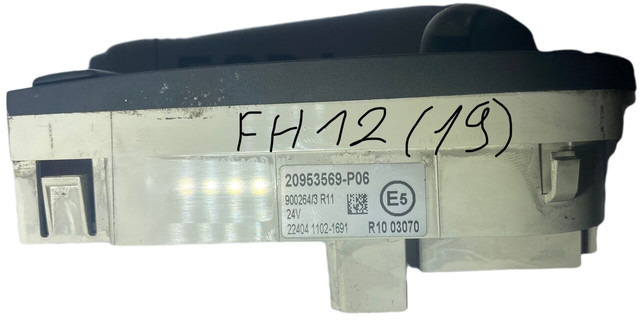 FH12(19)
20953569-P06
900264/3 R11
24V
22404 1102-1691
E5
R10 03070